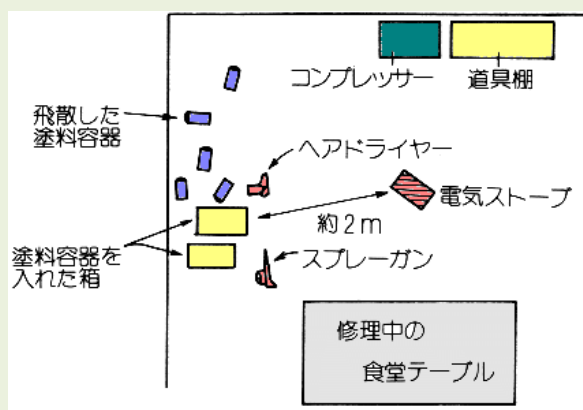 コンプレッサー
道具棚
飛散した
塗料容器
ヘアドライヤー
電気ストーブ
約2m
塗料容器を
入れた箱
スプレーガン
修理中の
食堂テーブル